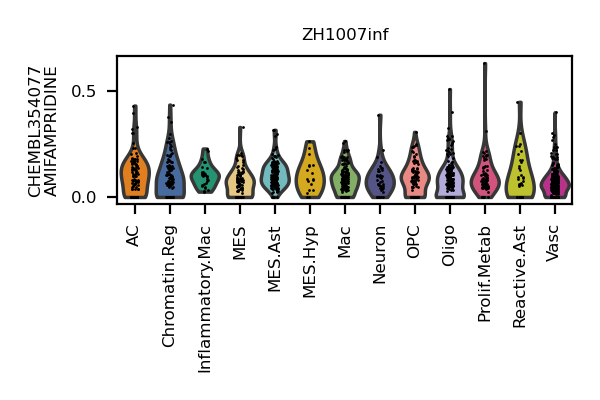 ZH1007inf
CHEMBL354077
AMIFAMPRIDINE
0.5
0.0
AC
Chromatin.Reg
Inflammatory.Mac
MES
MES.Ast
MES.Hyp
Mac
Neuron
OPC
Oligo
Prolif.Metab
Reactive.Ast
Vasc